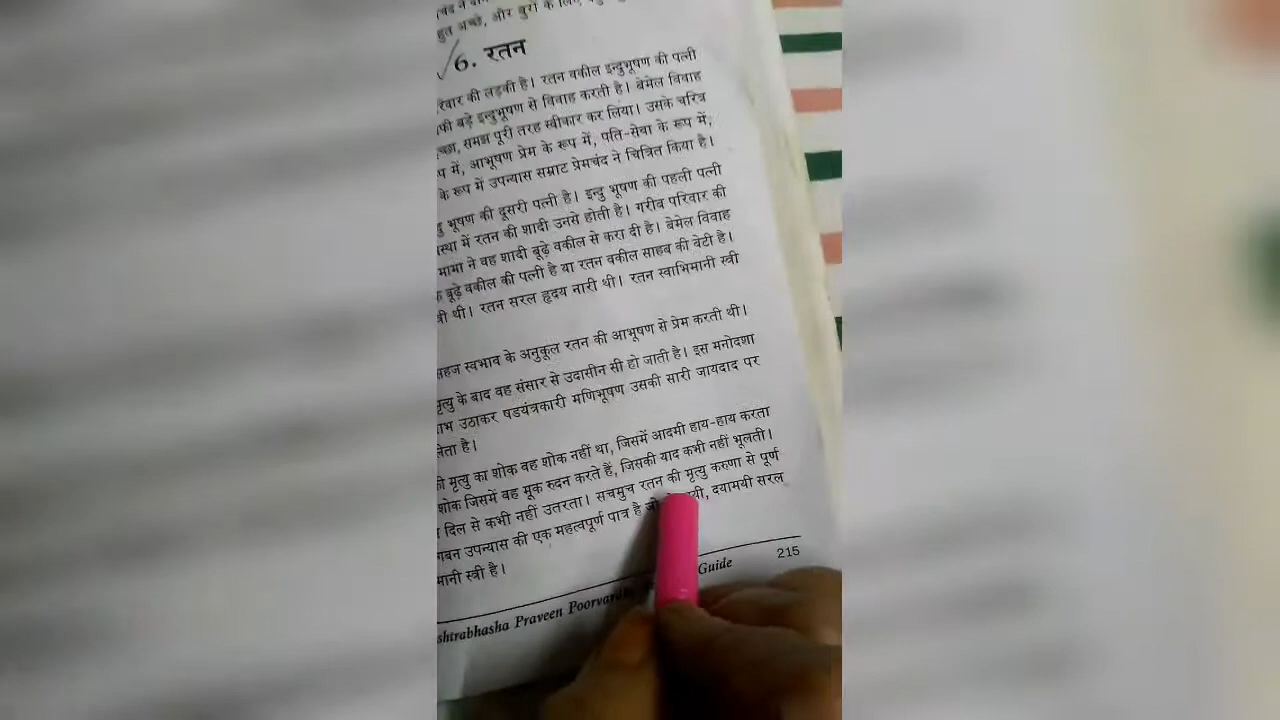 हुत अच्छे, और बुरों के लिए
6. रतन
रिवार की लड़की है। रतन वकील इन्दुभूषण की पत्नी
फी बड़े इन्दुभूषण से विवाह करती है। बेमेल विवाह
च्छा, समझ पूरी तरह स्वीकार कर लिया। उसके चरित्र
प में, आभूषण प्रेम के रूप में, पति-सेवा के रूप में,
के रूप में उपन्यास सम्राट प्रेमचंद ने चित्रित किया है।
दु भूषण की दूसरी पत्नी है। इन्दु भूषण की पहली पत्नी
स्था में रतन की शादी उनसे होती है। गरीब परिवार की
मामा ने वह शादी बूढ़े वकील से करा दी है। बेमेल विवाह
क बूढ़े वकील की पत्नी है या रतन वकील साहब की बेटी है।
त्री थी। रतन सरल हृदय नारी थी। रतन स्वाभिमानी स्त्री
सहज स्वभाव के अनुकूल रतन की आभूषण से प्रेम करती थी।
मृत्यु के बाद वह संसार से उदासीन सी हो जाती है। इस मनोदशा
ाभ उठाकर षडयंत्रकारी मणिभूषण उसकी सारी जायदाद पर
लेता है।
की मृत्यु का शोक वह शोक नहीं था, जिसमें आदमी हाय-हाय करता
शोक जिसमें वह मूक रुदन करते हैं, जिसकी याद कभी नहीं भूलती।
दिल से कभी नहीं उतरता। सचमुच रतन की मृत्यु करुणा से पूर्ण
गबन उपन्यास की एक महत्वपूर्ण पात्र है दयामयी सरल
मानी स्त्री है।
shtrabhasha Praveen Poorvardh Guide 215